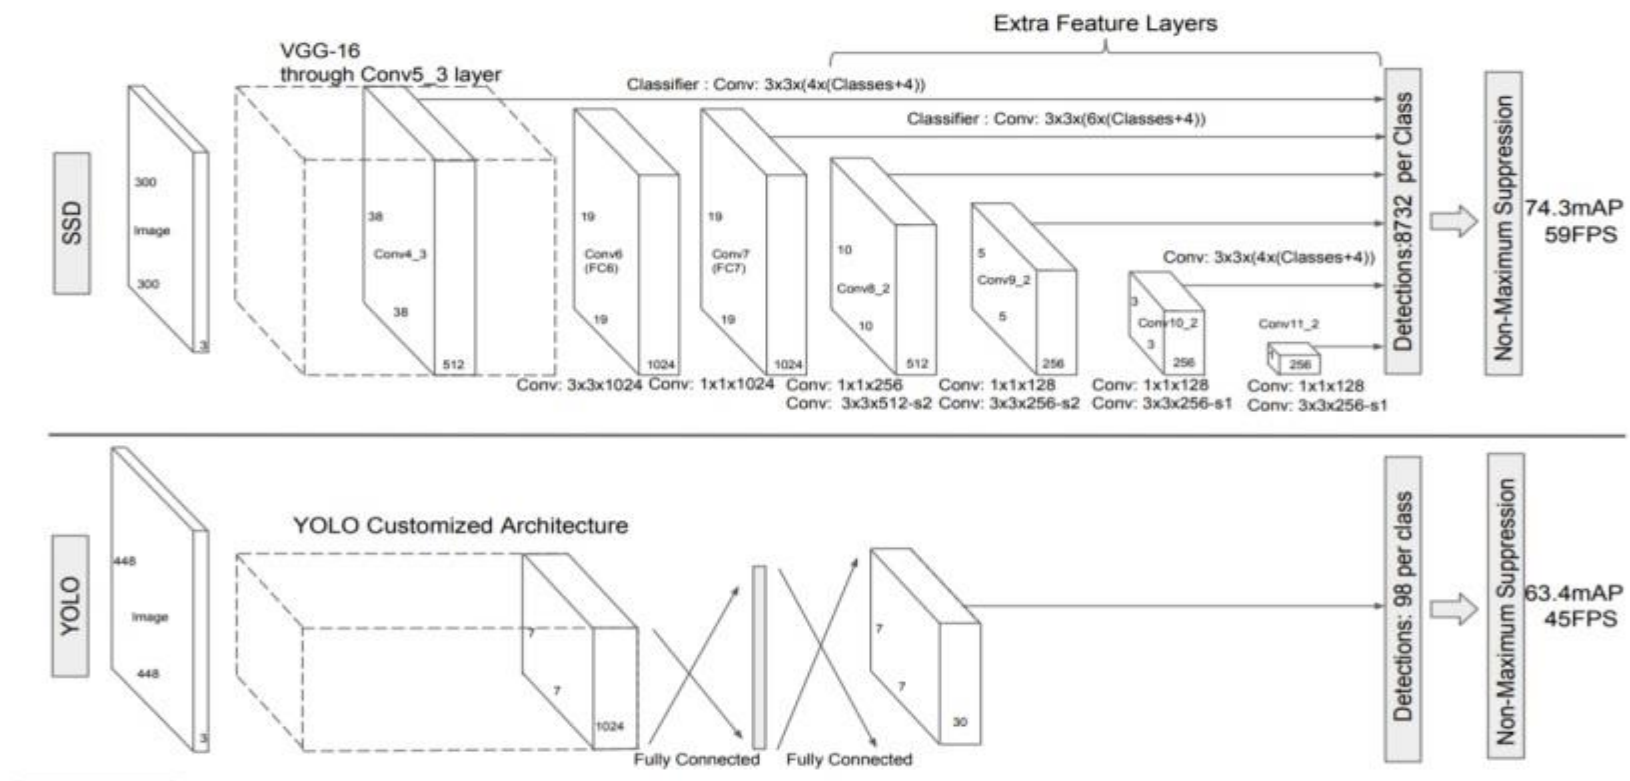 Extra Feature Layers
VGG-16
through Conv5_3 layer
Classifier : Conv: 3x3x(4x(Classes+4))
Classifier : Conv: 3x3x(6x(Classes+4))
Conv: 3x3x(4x(Classes+4))
SSD
300
Image
300
3
38
Conv4_3
38
512
19
Conv6
(FC6)
19
1024
19
Conv7
(FC7)
19
1024
10
Conv8_2
10
512
5
Conv9_2
5
256
3
Conv10_2
3
256
Conv11_2
1
256
Conv: 3x3x1024
Conv: 1x1x1024
Conv: 1x1x256
Conv: 3x3x512-s2
Conv: 1x1x128
Conv: 3x3x256-s2
Conv: 1x1x128
Conv: 3x3x256-s1
Conv: 1x1x128
Conv: 3x3x256-s1
Detections:8732 per Class
Non-Maximum Suppression
74.3mAP
59FPS
YOLO
448
Image
448
3
YOLO Customized Architecture
7
7
1024
Fully Connected
Fully Connected
7
7
30
Detections: 98 per class
Non-Maximum Suppression
63.4mAP
45FPS